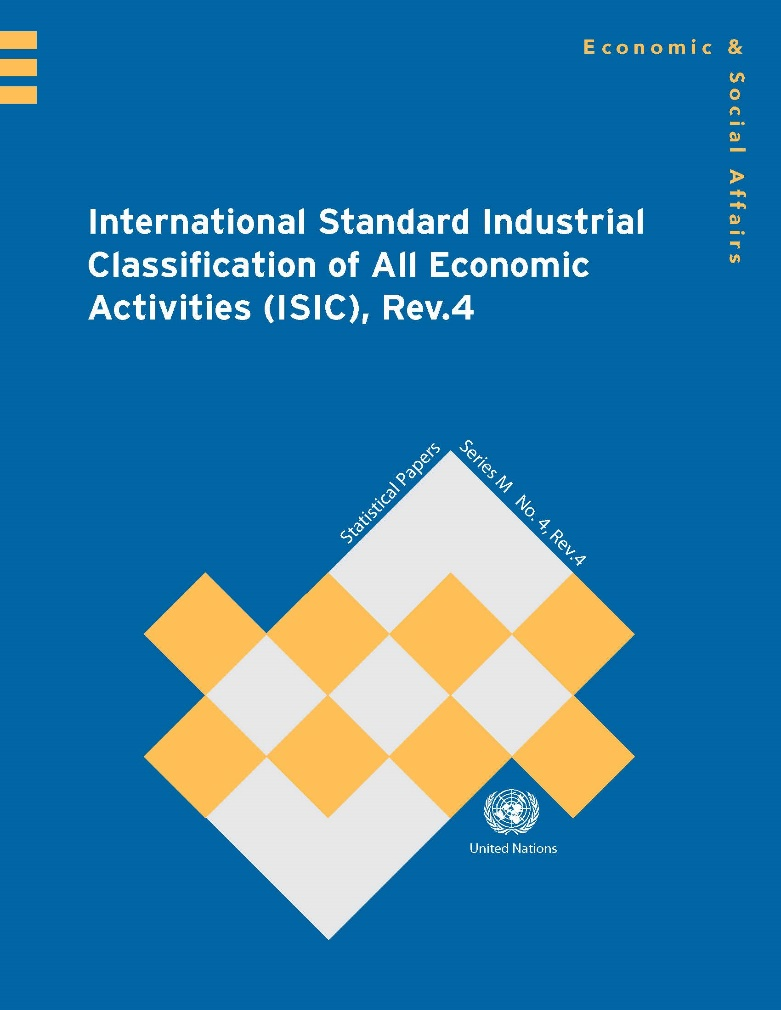 Economic &
Social Affairs
International Standard Industrial
Classification of All Economic
Activities (ISIC), Rev.4
Statistical Papers
Series M No. 4, Rev.4
United Nations